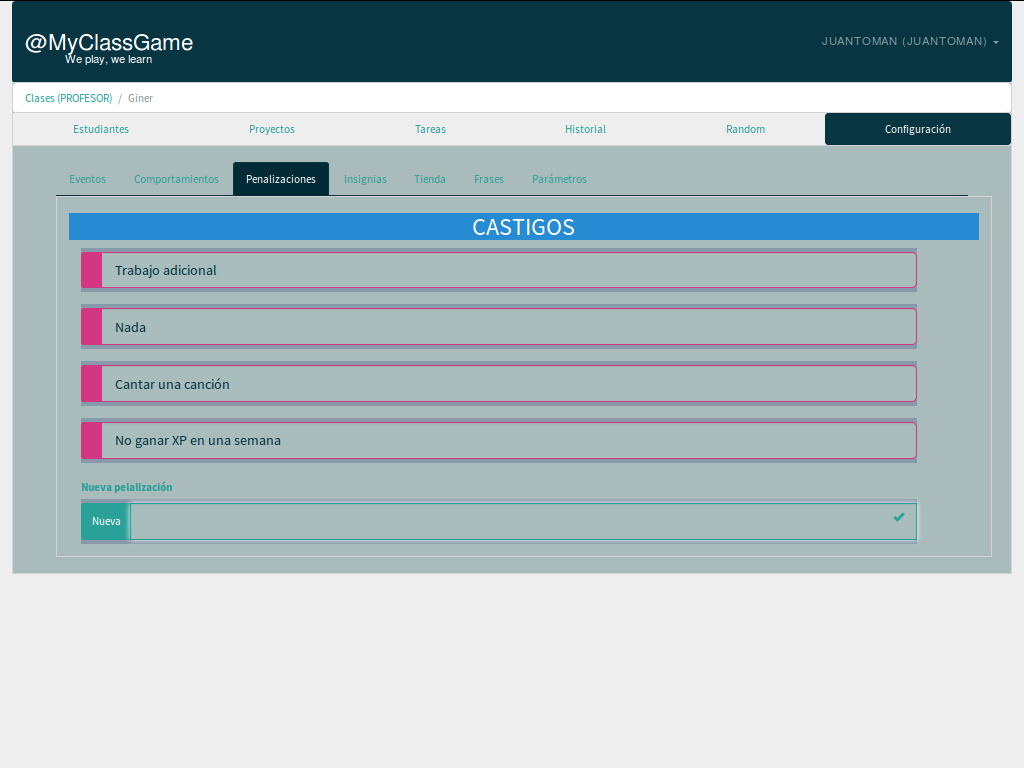 @MyClassGame
We play, we learn
JUANTOMAN (JUANTOMAN)
Clases (PROFESOR) / Giner
Estudiantes Proyectos Tareas Historial Random Configuración
Eventos Comportamientos Penalizaciones Insignias Tienda Frases Parámetros
CASTIGOS
Trabajo adicional
Nada
Cantar una canción
No ganar XP en una semana
Nueva pelalización
Nueva